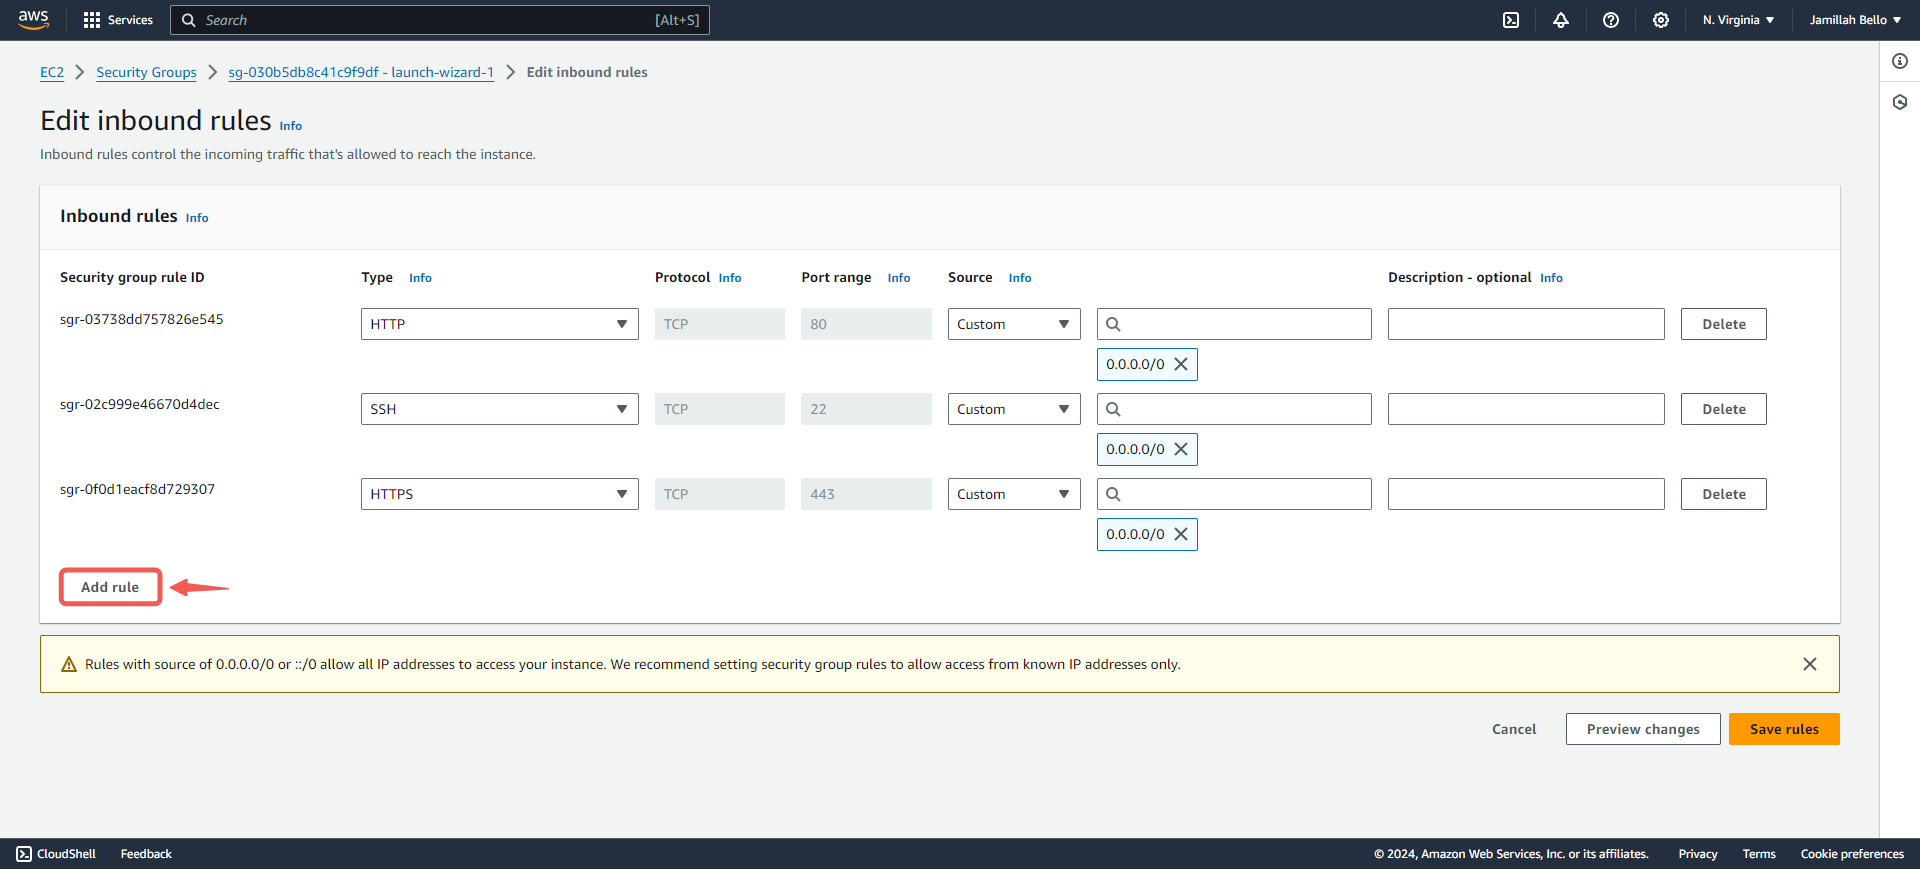 aws Services Search [Alt+S] N. Virginia Jamillah Bello
EC2 Security Groups sg-030b5db8c41c9f9df - launch-wizard-1 Edit inbound rules
Edit inbound rules Info
Inbound rules control the incoming traffic that's allowed to reach the instance.
Inbound rules Info
Security group rule ID Type Info Protocol Info Port range Info Source Info Description - optional Info
sgr-03738dd757826e545 HTTP TCP 80 Custom Delete
0.0.0.0/0
sgr-02c999e46670d4dec SSH TCP 22 Custom Delete
0.0.0.0/0
sgr-0f0d1eacf8d729307 HTTPS TCP 443 Custom Delete
0.0.0.0/0
Add rule
Rules with source of 0.0.0.0/0 or ::/0 allow all IP addresses to access your instance. We recommend setting security group rules to allow access from known IP addresses only.
Cancel Preview changes Save rules
CloudShell Feedback © 2024, Amazon Web Services, Inc. or its affiliates. Privacy Terms Cookie preferences